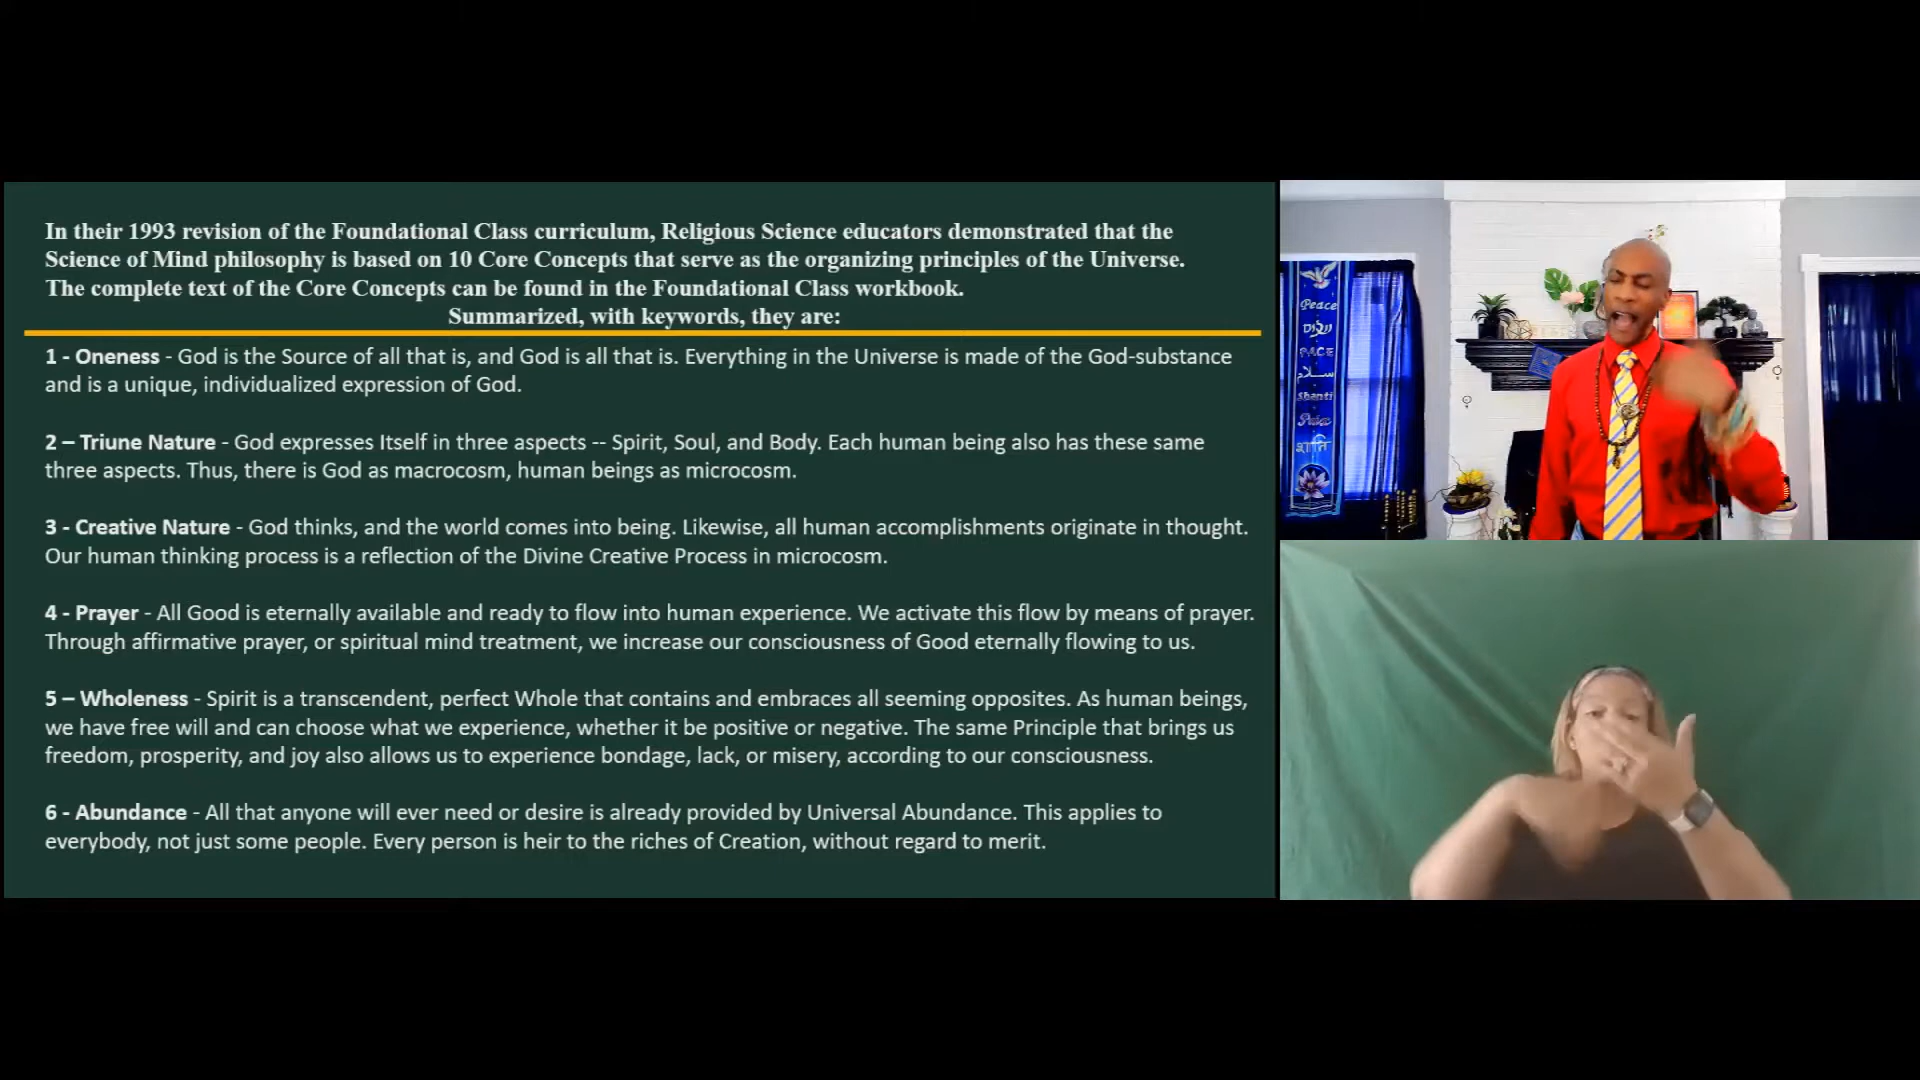 In their 1993 revision of the Foundational Class curriculum, Religious Science educators demonstrated that the
Science of Mind philosophy is based on 10 Core Concepts that serve as the organizing principles of the Universe.
The complete text of the Core Concepts can be found in the Foundational Class workbook.
Summarized, with keywords, they are:
1 - Oneness - God is the Source of all that is, and God is all that is. Everything in the Universe is made of the God-substance
and is a unique, individualized expression of God.
2 – Triune Nature - God expresses Itself in three aspects -- Spirit, Soul, and Body. Each human being also has these same
three aspects. Thus, there is God as macrocosm, human beings as microcosm.
3 - Creative Nature - God thinks, and the world comes into being. Likewise, all human accomplishments originate in thought.
Our human thinking process is a reflection of the Divine Creative Process in microcosm.
4 - Prayer - All Good is eternally available and ready to flow into human experience. We activate this flow by means of prayer.
Through affirmative prayer, or spiritual mind treatment, we increase our consciousness of Good eternally flowing to us.
5 – Wholeness - Spirit is a transcendent, perfect Whole that contains and embraces all seeming opposites. As human beings,
we have free will and can choose what we experience, whether it be positive or negative. The same Principle that brings us
freedom, prosperity, and joy also allows us to experience bondage, lack, or misery, according to our consciousness.
6 - Abundance - All that anyone will ever need or desire is already provided by Universal Abundance. This applies to
everybody, not just some people. Every person is heir to the riches of Creation, without regard to merit.
Peace
שלום
PACE
سلام
Shanti
शान्ति